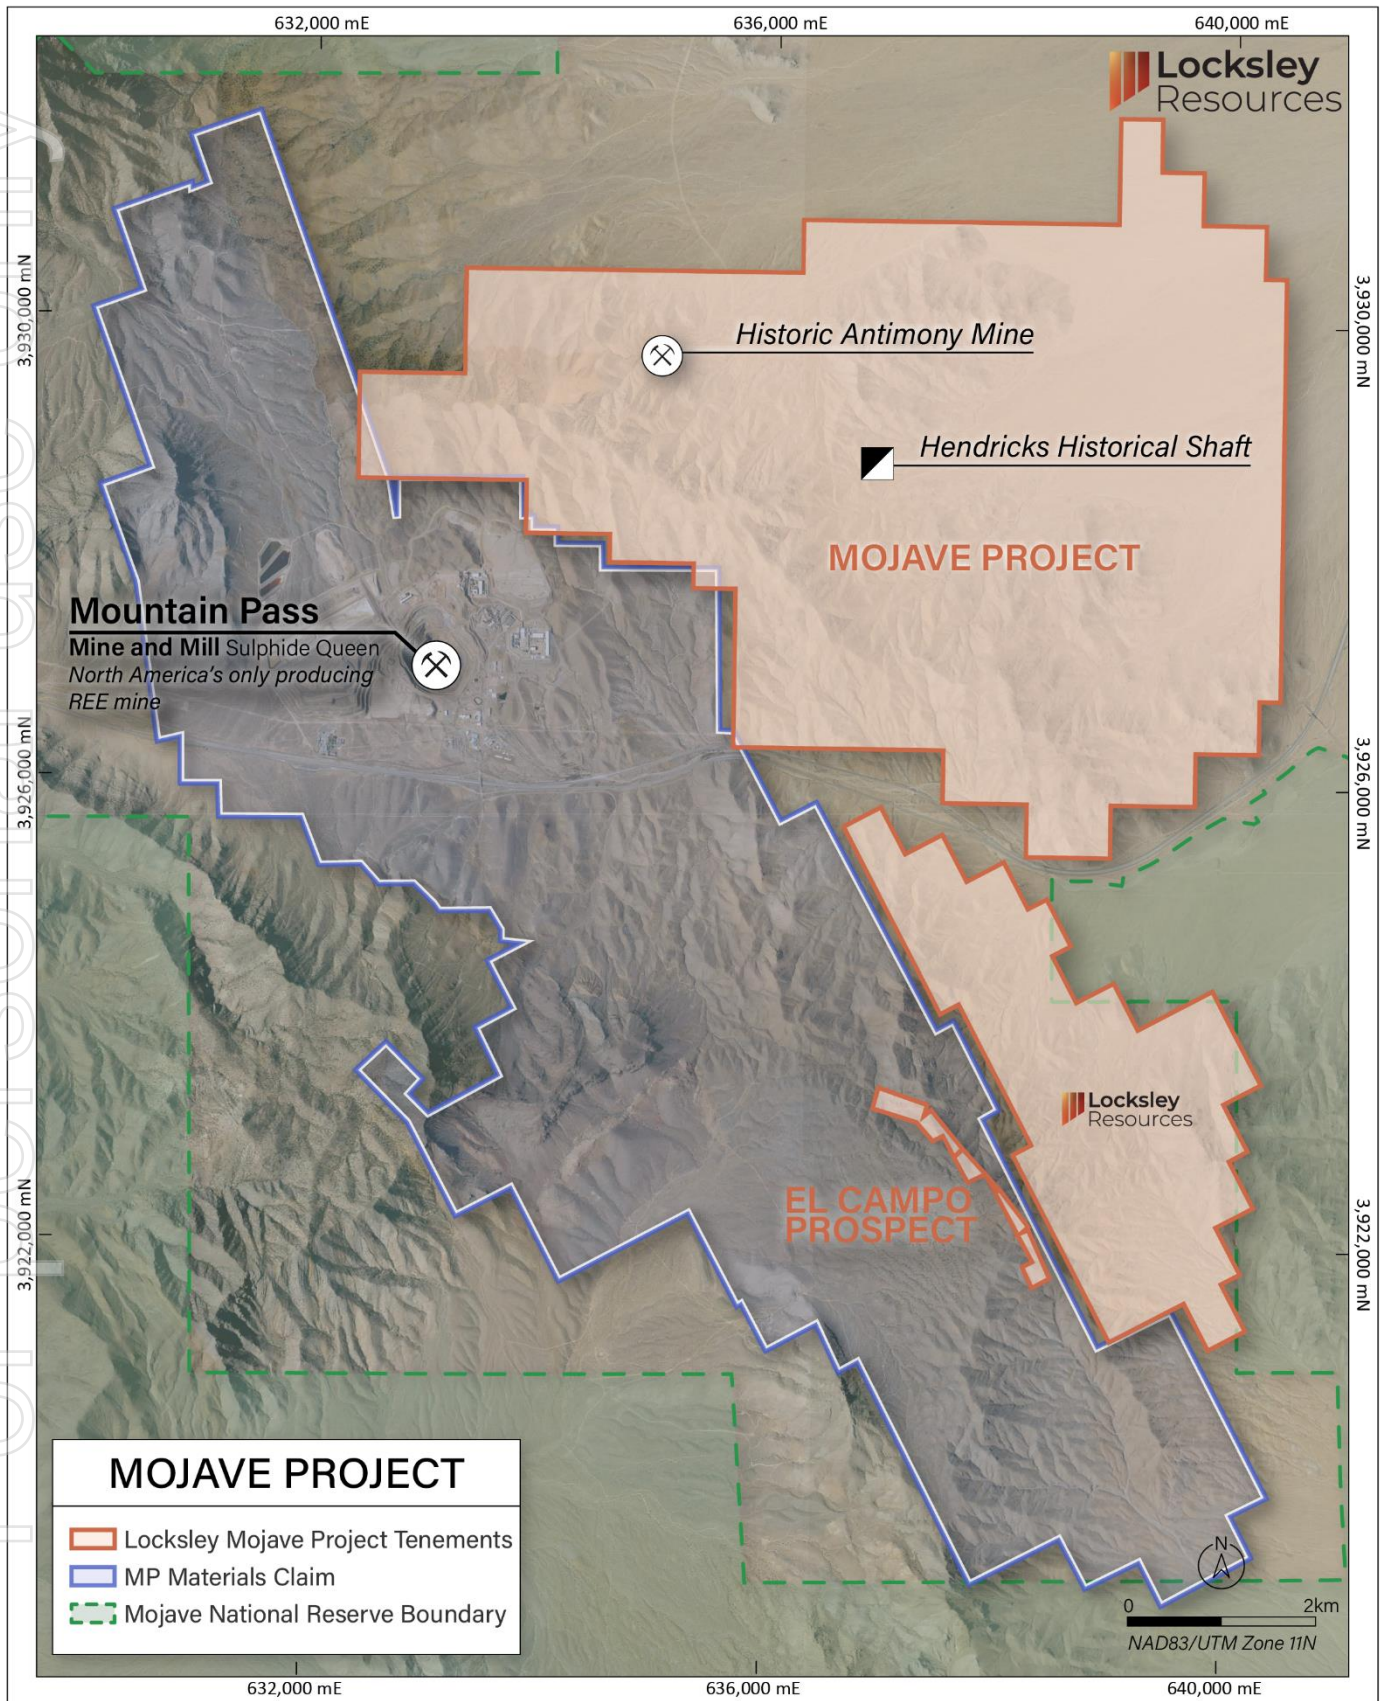 632,000 mE
636,000 mE
640,000 mE
Locksley
Resources
3,930,000 mN
3,930,000 mN
Historic Antimony Mine
Hendricks Historical Shaft
MOJAVE PROJECT
Mountain Pass
Mine and Mill Sulphide Queen
North America's only producing
REE mine
3,926,000 mN
3,926,000 mN
Locksley
Resources
EL CAMPO
PROSPECT
3,922,000 mN
3,922,000 mN
MOJAVE PROJECT
Locksley Mojave Project Tenements
MP Materials Claim
Mojave National Reserve Boundary
N
0 2km
NAD83/UTM Zone 11N
632,000 mE
636,000 mE
640,000 mE